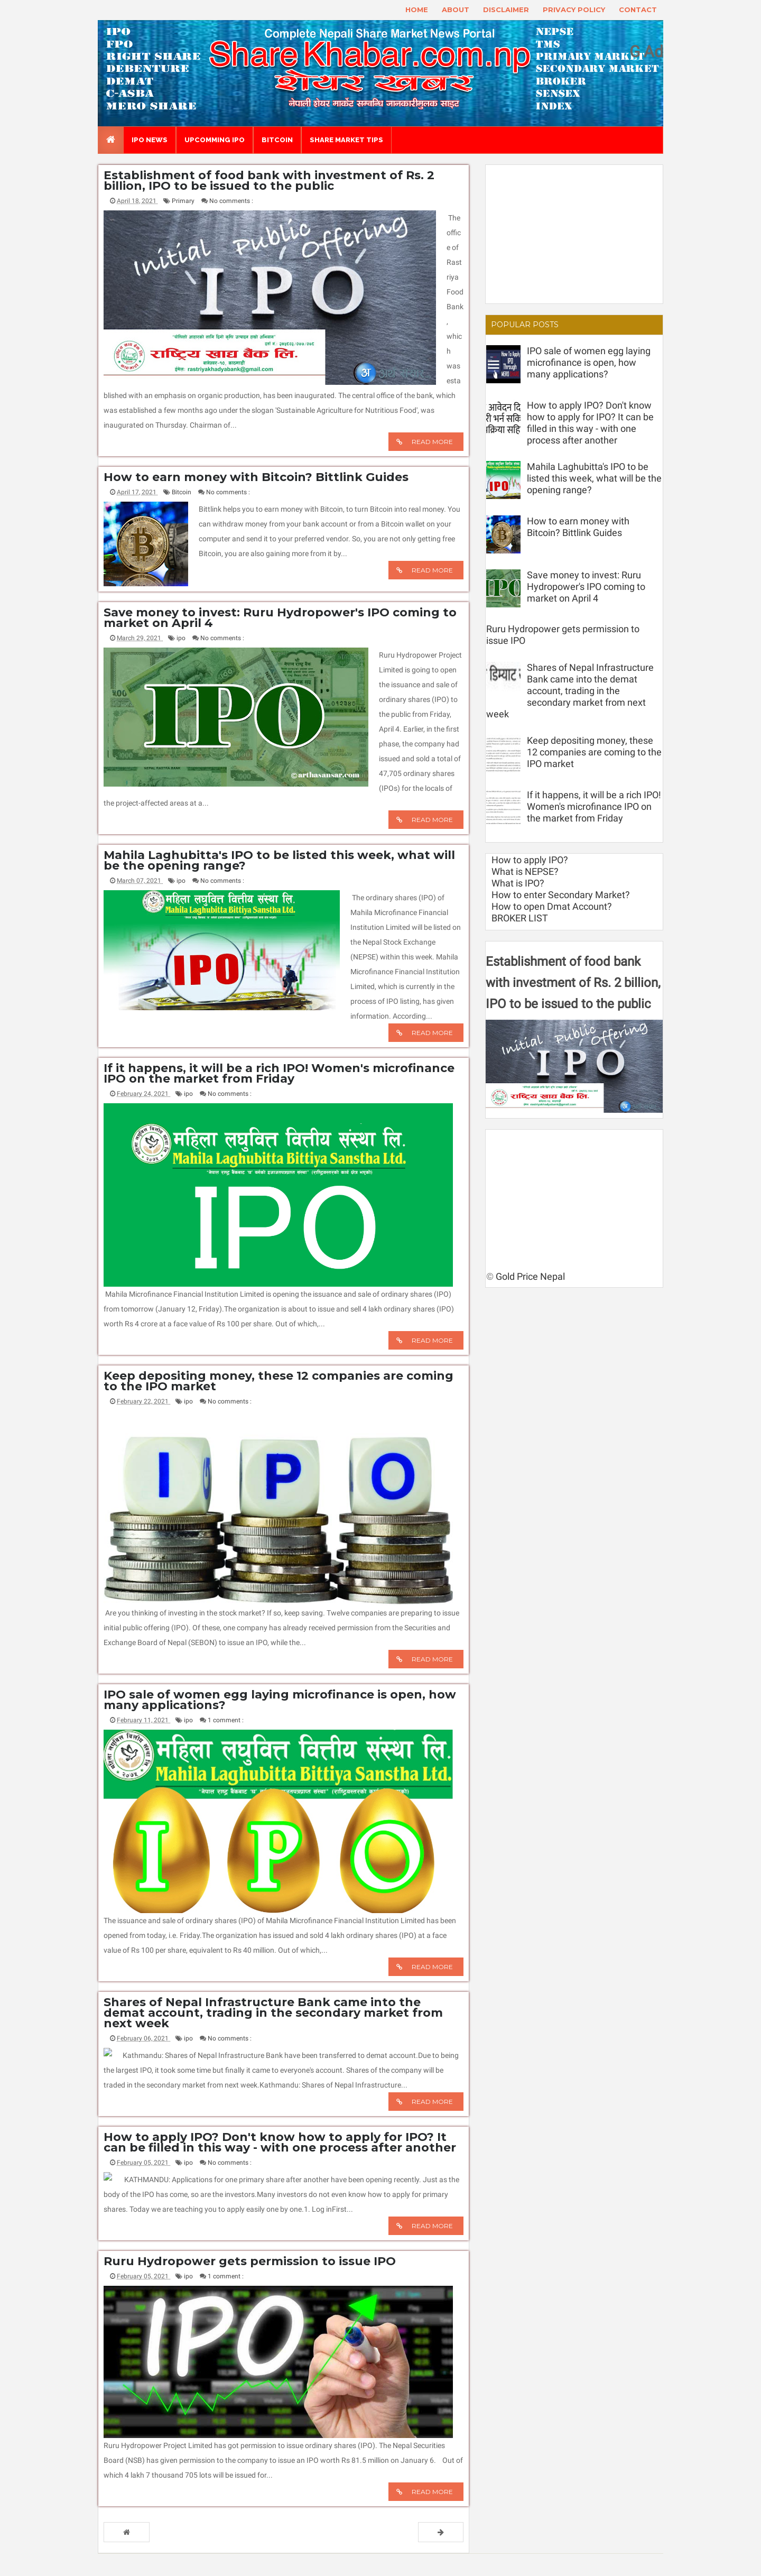 HOME ABOUT DISCLAIMER PRIVACY POLICY CONTACT
IPO
FPO
RIGHT SHARE
DEBENTURE
DEMAT
C-ASBA
MERO SHARE
Complete Nepali Share Market News Portal
ShareKhabar.com.np
शेयर खबर
नेपाली शेयर मार्केट सम्बन्धि जानकारीमुलक साइट
NEPSE
TMS
PRIMARY MARKET
SECONDARY MARKET
BROKER
SENSEX
INDEX
IPO NEWS UPCOMMING IPO BITCOIN SHARE MARKET TIPS
Establishment of food bank with investment of Rs. 2
billion, IPO to be issued to the public
April 18, 2021 Primary No comments :
Initial Public Offering
IPO
राष्ट्रिय खाद्य बैंक लि.
rastriyakhadyabank@gmail.com
The
offic
e of
Rast
riya
Food
Bank
,
whic
h
was
esta
blished with an emphasis on organic production, has been inaugurated. The central office of the bank, which
was established a few months ago under the slogan 'Sustainable Agriculture for Nutritious Food', was
inaugurated on Thursday. Chairman of...
READ MORE
How to earn money with Bitcoin? Bittlink Guides
April 17, 2021 Bitcoin No comments :
Bittlink helps you to earn money with Bitcoin, to turn Bitcoin into real money. You
can withdraw money from your bank account or from a Bitcoin wallet on your
computer and send it to your preferred vendor. So, you are not only getting free
Bitcoin, you are also gaining more from it by...
READ MORE
Save money to invest: Ruru Hydropower's IPO coming to
market on April 4
March 29, 2021 ipo No comments :
IPO
©arthasansar.com
Ruru Hydropower Project
Limited is going to open
the issuance and sale of
ordinary shares (IPO) to
the public from Friday,
April 4. Earlier, in the first
phase, the company had
issued and sold a total of
47,705 ordinary shares
(IPOs) for the locals of
the project-affected areas at a...
READ MORE
Mahila Laghubitta's IPO to be listed this week, what will
be the opening range?
March 07, 2021 ipo No comments :
महिला लघुवित्त वित्तीय संस्था लि.
Mahila Laghubitta Bittiya Sanstha Ltd.
IPO
The ordinary shares (IPO) of
Mahila Microfinance Financial
Institution Limited will be listed on
the Nepal Stock Exchange
(NEPSE) within this week. Mahila
Microfinance Financial Institution
Limited, which is currently in the
process of IPO listing, has given
information. According...
READ MORE
If it happens, it will be a rich IPO! Women's microfinance
IPO on the market from Friday
February 24, 2021 ipo No comments :
महिला लघुवित्त वित्तीय संस्था लि.
Mahila Laghubitta Bittiya Sanstha Ltd.
IPO
Mahila Microfinance Financial Institution Limited is opening the issuance and sale of ordinary shares (IPO)
from tomorrow (January 12, Friday).The organization is about to issue and sell 4 lakh ordinary shares (IPO)
worth Rs 4 crore at a face value of Rs 100 per share. Out of which,...
READ MORE
Keep depositing money, these 12 companies are coming
to the IPO market
February 22, 2021 ipo No comments :
I P O
Are you thinking of investing in the stock market? If so, keep saving. Twelve companies are preparing to issue
initial public offering (IPO). Of these, one company has already received permission from the Securities and
Exchange Board of Nepal (SEBON) to issue an IPO, while the...
READ MORE
IPO sale of women egg laying microfinance is open, how
many applications?
February 11, 2021 ipo 1 comment :
महिला लघुवित्त वित्तीय संस्था लि.
Mahila Laghubitta Bittiya Sanstha Ltd.
I P O
The issuance and sale of ordinary shares (IPO) of Mahila Microfinance Financial Institution Limited has been
opened from today, i.e. Friday.The organization has issued and sold 4 lakh ordinary shares (IPO) at a face
value of Rs 100 per share, equivalent to Rs 40 million. Out of which,...
READ MORE
Shares of Nepal Infrastructure Bank came into the
demat account, trading in the secondary market from
next week
February 06, 2021 ipo No comments :
Kathmandu: Shares of Nepal Infrastructure Bank have been transferred to demat account.Due to being
the largest IPO, it took some time but finally it came to everyone's account. Shares of the company will be
traded in the secondary market from next week.Kathmandu: Shares of Nepal Infrastructure...
READ MORE
How to apply IPO? Don't know how to apply for IPO? It
can be filled in this way - with one process after another
February 05, 2021 ipo No comments :
KATHMANDU: Applications for one primary share after another have been opening recently. Just as the
body of the IPO has come, so are the investors.Many investors do not even know how to apply for primary
shares. Today we are teaching you to apply easily one by one.1. Log inFirst...
READ MORE
Ruru Hydropower gets permission to issue IPO
February 05, 2021 ipo 1 comment :
IPO
Ruru Hydropower Project Limited has got permission to issue ordinary shares (IPO). The Nepal Securities
Board (NSB) has given permission to the company to issue an IPO worth Rs 81.5 million on January 6. Out of
which 4 lakh 7 thousand 705 lots will be issued for...
READ MORE
POPULAR POSTS
IPO sale of women egg laying
microfinance is open, how
many applications?
How to apply IPO? Don't know
how to apply for IPO? It can be
filled in this way - with one
process after another
Mahila Laghubitta's IPO to be
listed this week, what will be the
opening range?
How to earn money with
Bitcoin? Bittlink Guides
Save money to invest: Ruru
Hydropower's IPO coming to
market on April 4
Ruru Hydropower gets permission to
issue IPO
Shares of Nepal Infrastructure
Bank came into the demat
account, trading in the
secondary market from next
week
Keep depositing money, these
12 companies are coming to the
IPO market
If it happens, it will be a rich IPO!
Women's microfinance IPO on
the market from Friday
How to apply IPO?
What is NEPSE?
What is IPO?
How to enter Secondary Market?
How to open Dmat Account?
BROKER LIST
Establishment of food bank
with investment of Rs. 2 billion,
IPO to be issued to the public
Initial Public Offering
IPO
राष्ट्रिय खाद्य बैंक लि.
© Gold Price Nepal